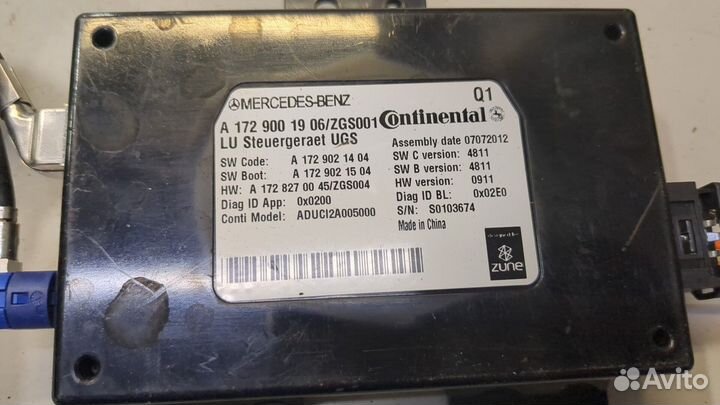 MERCEDES-BENZ
Q1
A 172 900 19 06/ZGS001
Continental
LU Steuergeraet UGS
Assembly date 07072012
SW Code: A 172 902 14 04
SW C version: 4811
SW Boot: A 172 902 15 04
SW B version: 4811
HW: A 172 827 00 45/ZGS004
HW version: 0911
Diag ID App: 0x0200
Diag ID BL: 0x02E0
Conti Model: ADUCI2A005000
S/N: S0103674
Made in China
zune
Avito